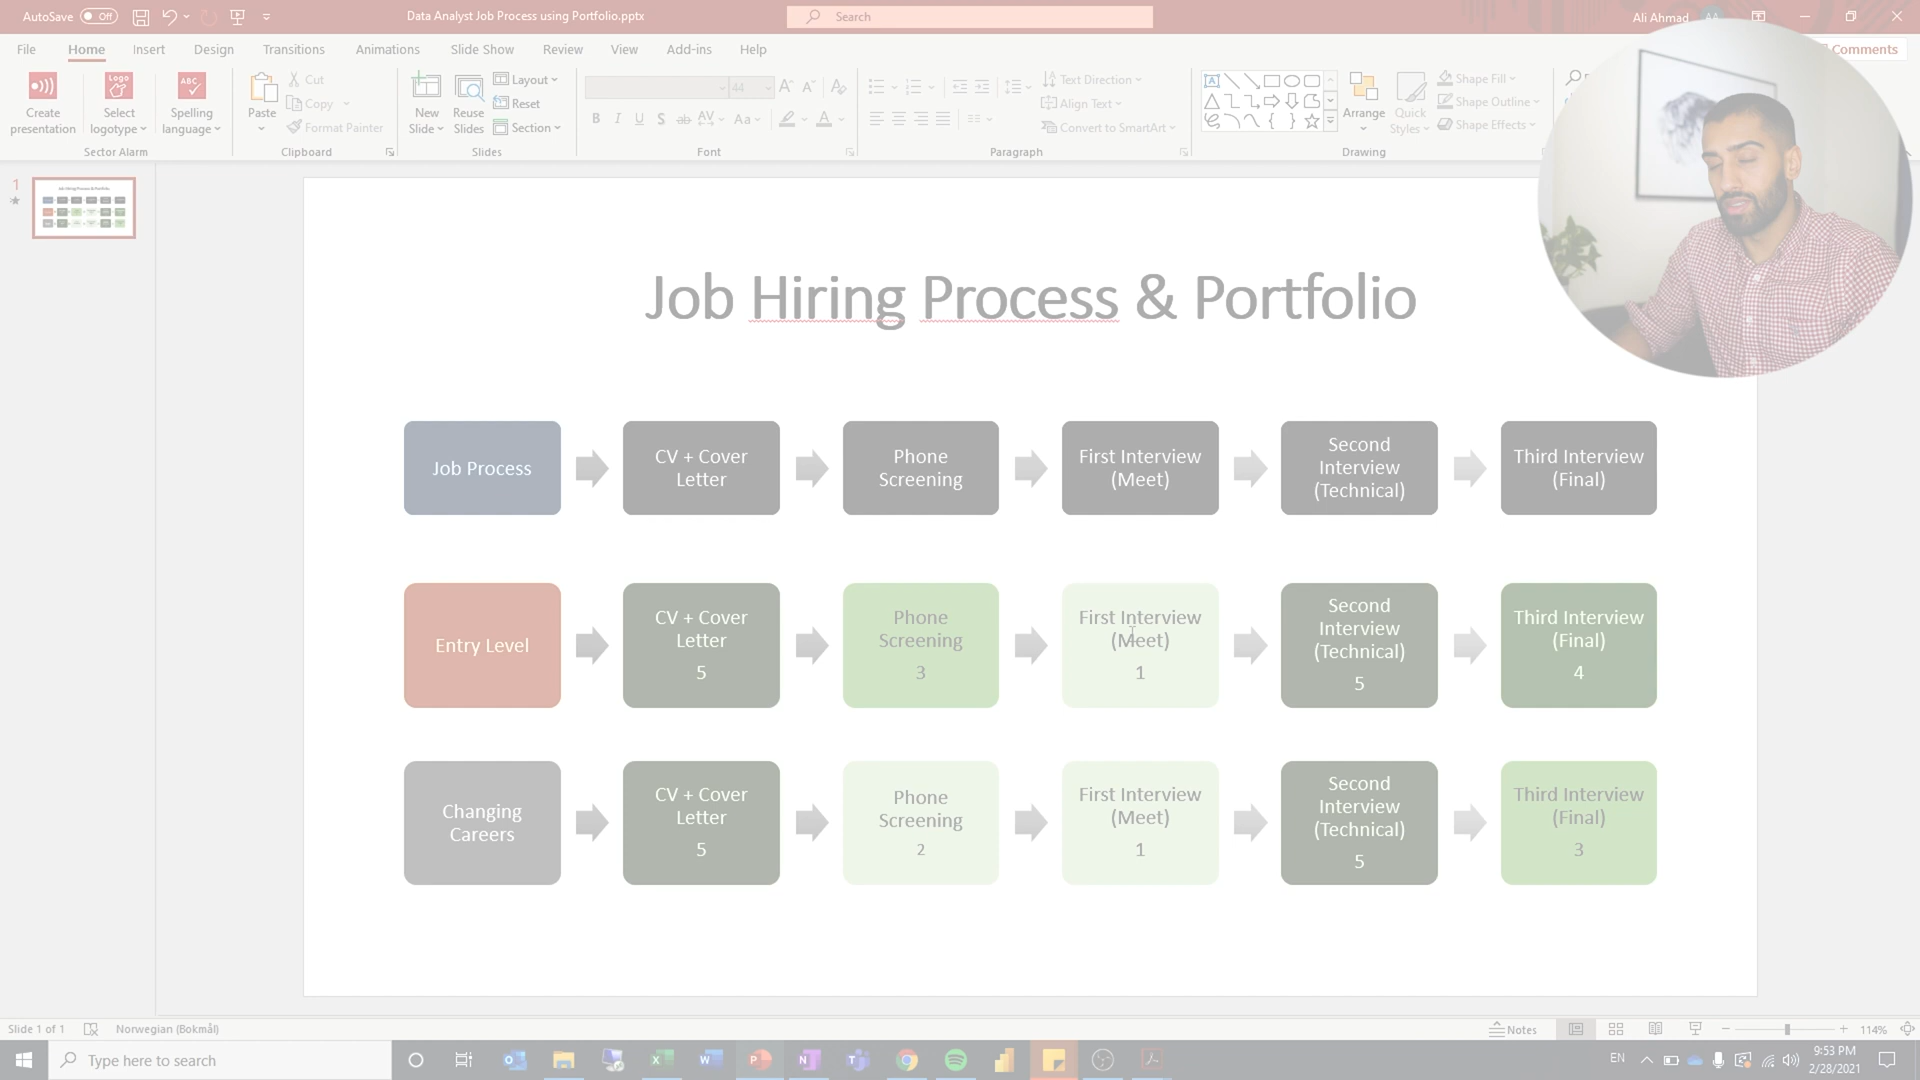 AutoSave Off
Data Analyst Job Process using Portfolio.pptx
Search
Ali Ahmad
File Home Insert Design Transitions Animations Slide Show Review View Add-ins Help
Comments
Create presentation
Select logotype
Spelling language
Sector Alarm
Paste
Cut
Copy
Format Painter
Clipboard
New Slide
Reuse Slides
Layout
Reset
Section
Slides
44
Font
Text Direction
Align Text
Convert to SmartArt
Paragraph
Arrange
Quick Styles
Shape Fill
Shape Outline
Shape Effects
Drawing
1
Job Hiring Process & Portfolio
Job Process
CV + Cover
Letter
Phone
Screening
First Interview
(Meet)
Second
Interview
(Technical)
Third Interview
(Final)
Entry Level
CV + Cover
Letter
5
Phone
Screening
3
First Interview
(Meet)
1
Second
Interview
(Technical)
5
Third Interview
(Final)
4
Changing
Careers
CV + Cover
Letter
5
Phone
Screening
2
First Interview
(Meet)
1
Second
Interview
(Technical)
5
Third Interview
(Final)
3
Slide 1 of 1
Norwegian (Bokmål)
Notes
114%
Type here to search
EN
9:53 PM
2/28/2021